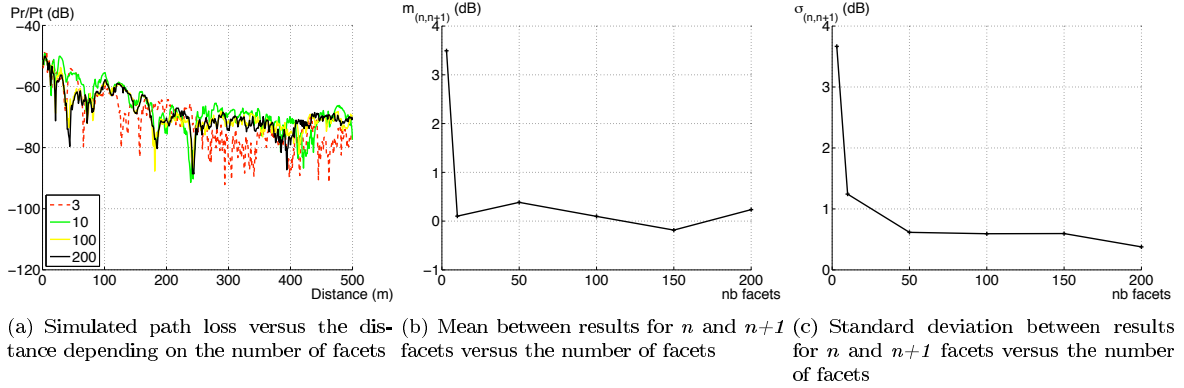 Pr/Pt (dB)
−40
−60
−80
−100
−120
3
10
100
200
0 100 200 300 400 500
Distance (m)
m(n,n+1) (dB)
4
3
2
1
0
−1
0 50 100 150 200
nb facets
σ(n,n+1) (dB)
4
3
2
1
0
0 50 100 150 200
nb facets
(a) Simulated path loss versus the dis-
tance depending on the number of facets
(b) Mean between results for n and n+1
facets versus the number of facets
(c) Standard deviation between results
for n and n+1 facets versus the number
of facets